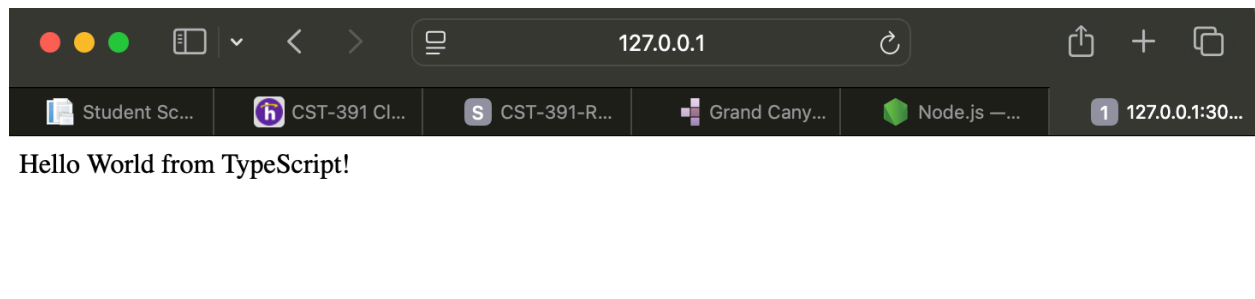 127.0.0.1
Student Sc...
h CST-391 Cl...
S CST-391-R...
Grand Cany...
Node.js —...
1 127.0.0.1:30...
Hello World from TypeScript!